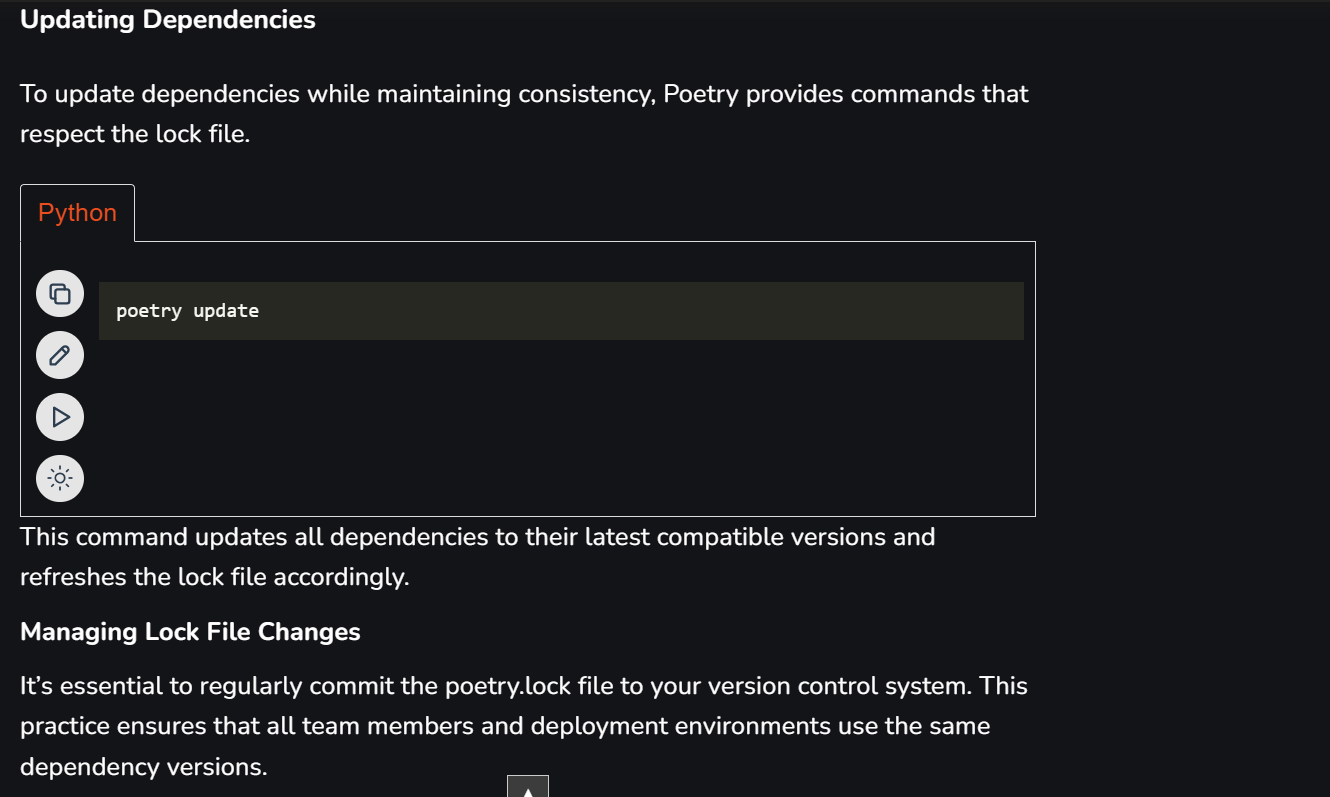 Updating Dependencies
To update dependencies while maintaining consistency, Poetry provides commands that
respect the lock file.
Python
poetry update
This command updates all dependencies to their latest compatible versions and
refreshes the lock file accordingly.
Managing Lock File Changes
It’s essential to regularly commit the poetry.lock file to your version control system. This
practice ensures that all team members and deployment environments use the same
dependency versions.